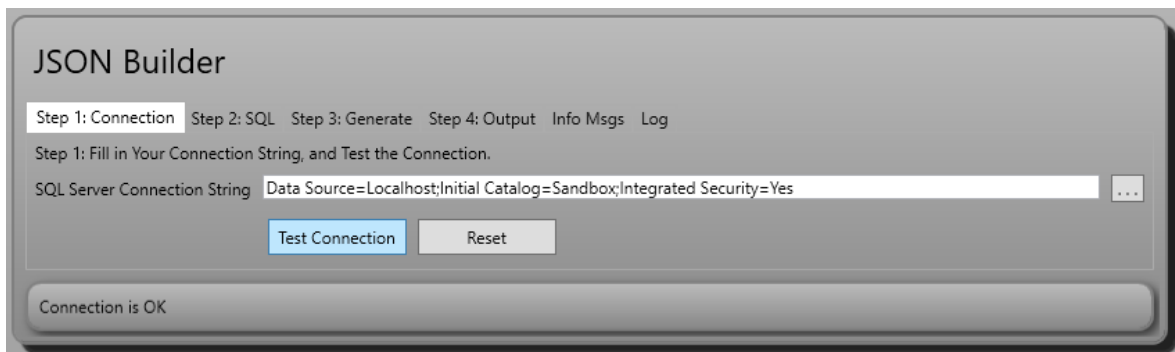 JSON Builder
Step 1: Connection Step 2: SQL Step 3: Generate Step 4: Output Info Msgs Log
Step 1: Fill in Your Connection String, and Test the Connection.
SQL Server Connection String Data Source=Localhost;Initial Catalog=Sandbox;Integrated Security=Yes ...
Test Connection Reset
Connection is OK